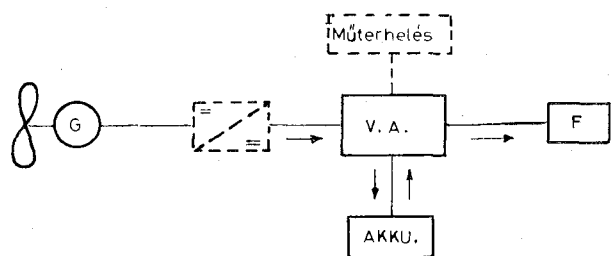 Műterhelés
G
V. A.
F
AKKU.